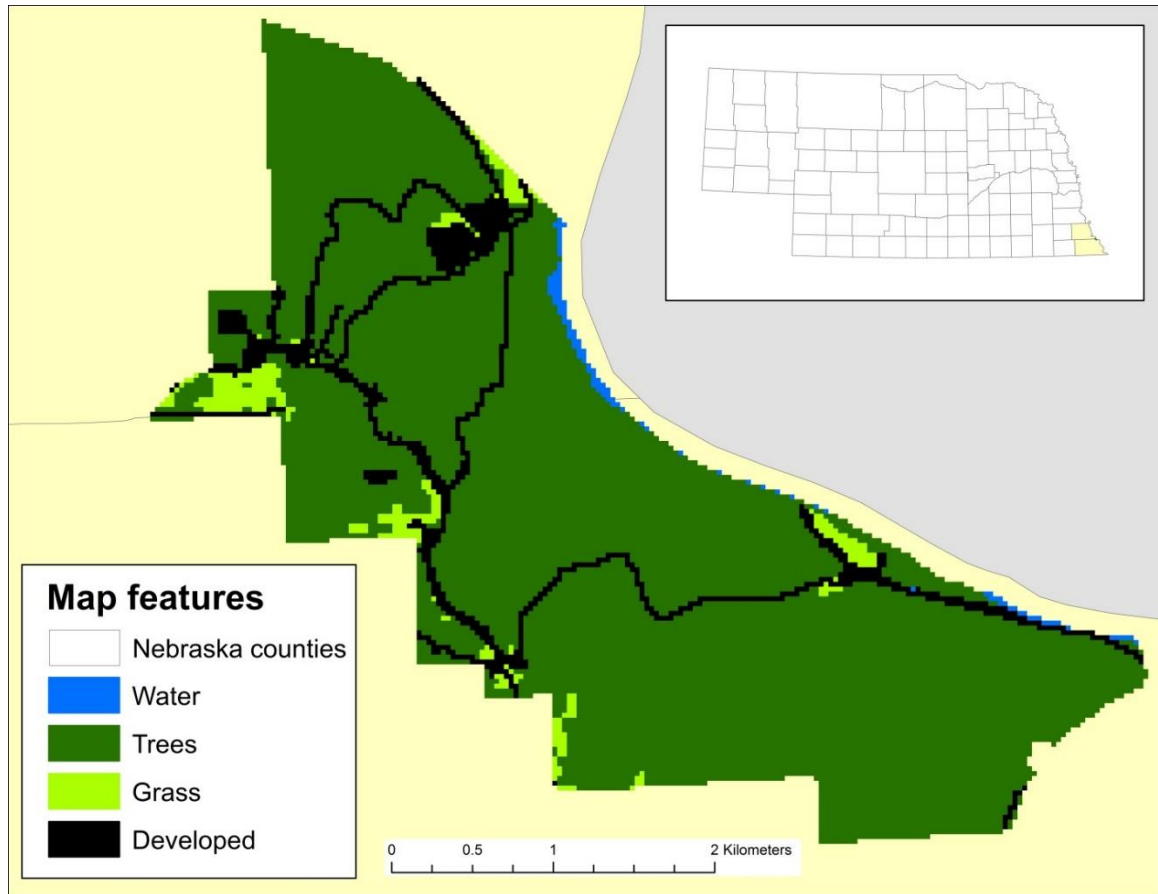 Map features
Nebraska counties
Water
Trees
Grass
Developed
0 0.5 1 2 Kilometers